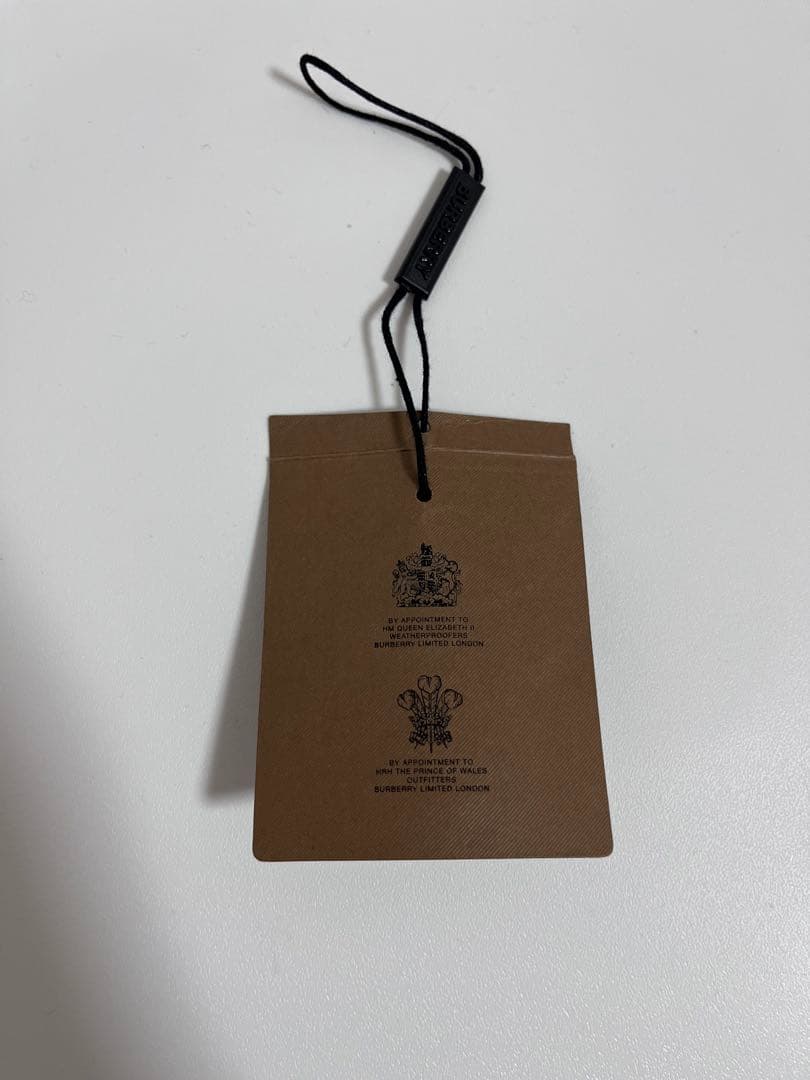 BURBERRY
BY APPOINTMENT TO
HM QUEEN ELIZABETH II
WEATHERPROOFERS
BURBERRY LIMITED LONDON
BY APPOINTMENT TO
HRH THE PRINCE OF WALES
OUTFITTERS
BURBERRY LIMITED LONDON